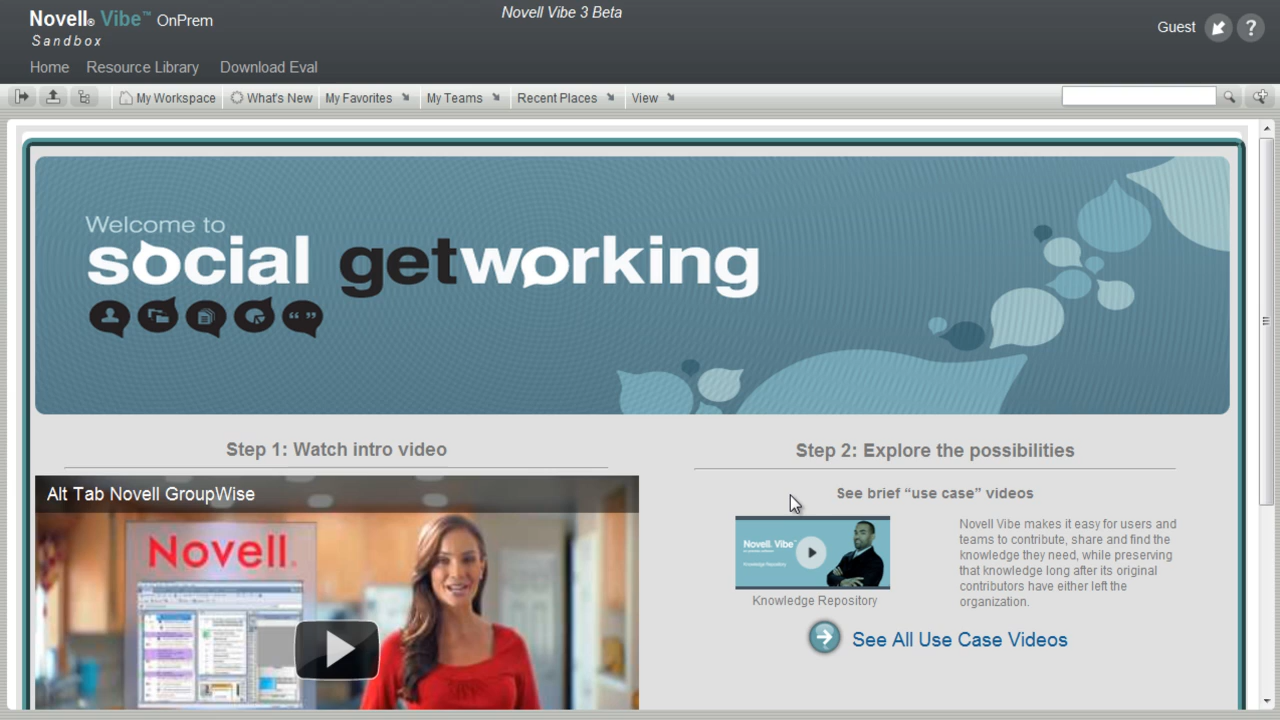 Novell® Vibe™ OnPrem
Sandbox
Novell Vibe 3 Beta
Guest
?
Home Resource Library Download Eval
My Workspace What's New My Favorites My Teams Recent Places View
Welcome to
social getworking
Step 1: Watch intro video
Alt Tab Novell GroupWise
Novell®
Step 2: Explore the possibilities
See brief “use case” videos
Novell® Vibe™
Knowledge Repository
Knowledge Repository
Novell Vibe makes it easy for users and
teams to contribute, share and find the
knowledge they need, while preserving
that knowledge long after its original
contributors have either left the
organization.
See All Use Case Videos